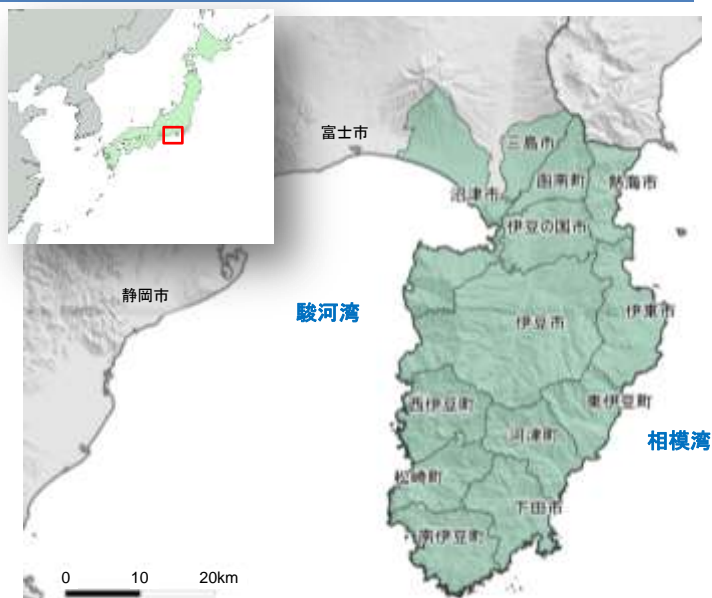 富士市
三島市
函南町
熱海市
沼津市
伊豆の国市
静岡市
駿河湾
伊豆市
伊東市
西伊豆町
東伊豆町
河津町
相模湾
松崎町
下田市
南伊豆町
0 10 20km